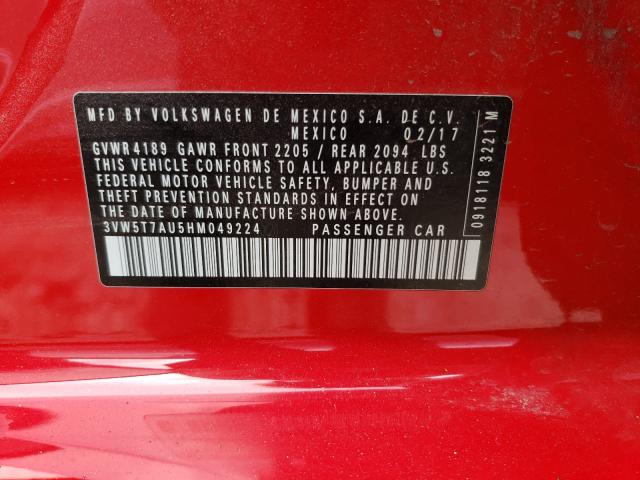 MFD BY VOLKSWAGEN DE MEXICO S.A. DE C.V.
MEXICO 02/17
GVWR 4189 GAWR FRONT 2205 / REAR 2094 LBS
THIS VEHICLE CONFORMS TO ALL APPLICABLE U.S.
FEDERAL MOTOR VEHICLE SAFETY, BUMPER AND
THEFT PREVENTION STANDARDS IN EFFECT ON
THE DATE OF MANUFACTURE SHOWN ABOVE.
3VW5T7AU5HM049224 PASSENGER CAR
0918118 3221 M